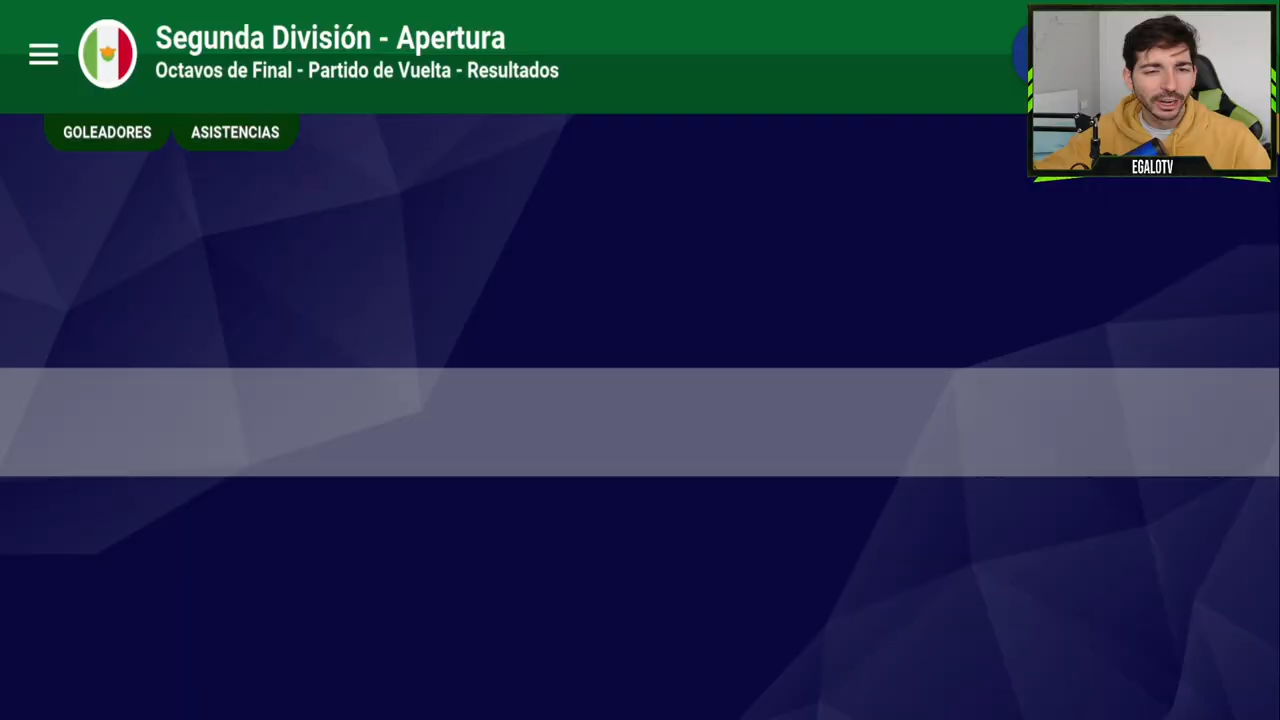 Segunda División - Apertura
Octavos de Final - Partido de Vuelta - Resultados
GOLEADORES
ASISTENCIAS
EGALOTV